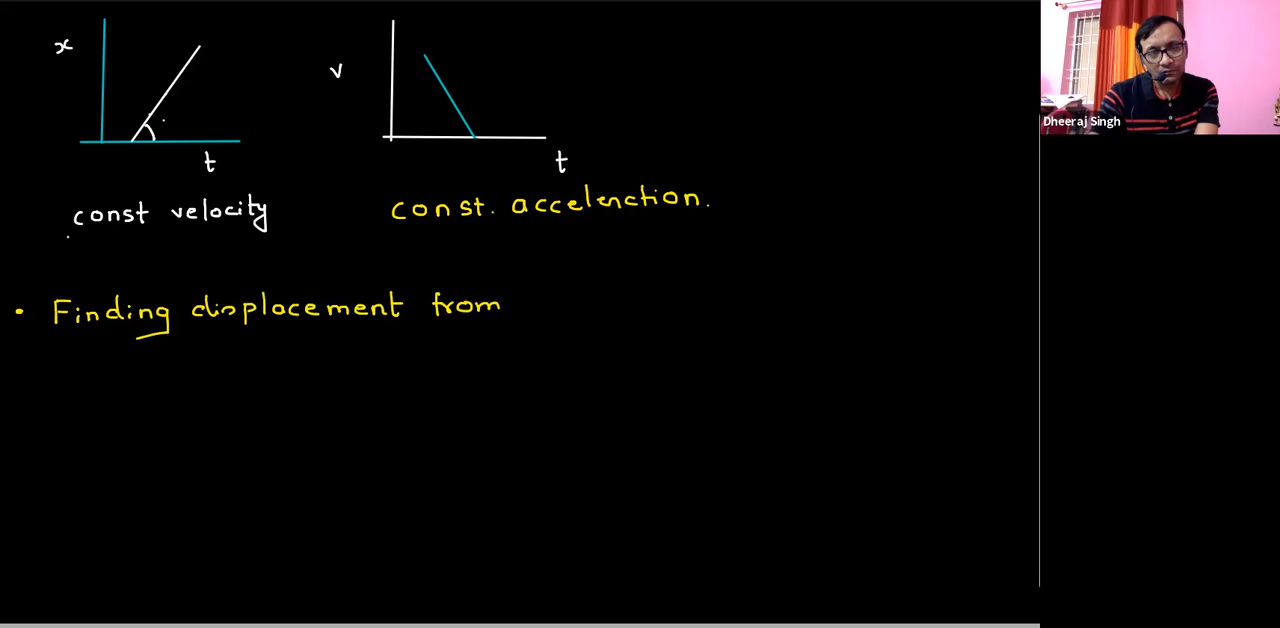 x
t
v
t
const velocity
const. acceleration.
• Finding displacement from
Dheeraj Singh